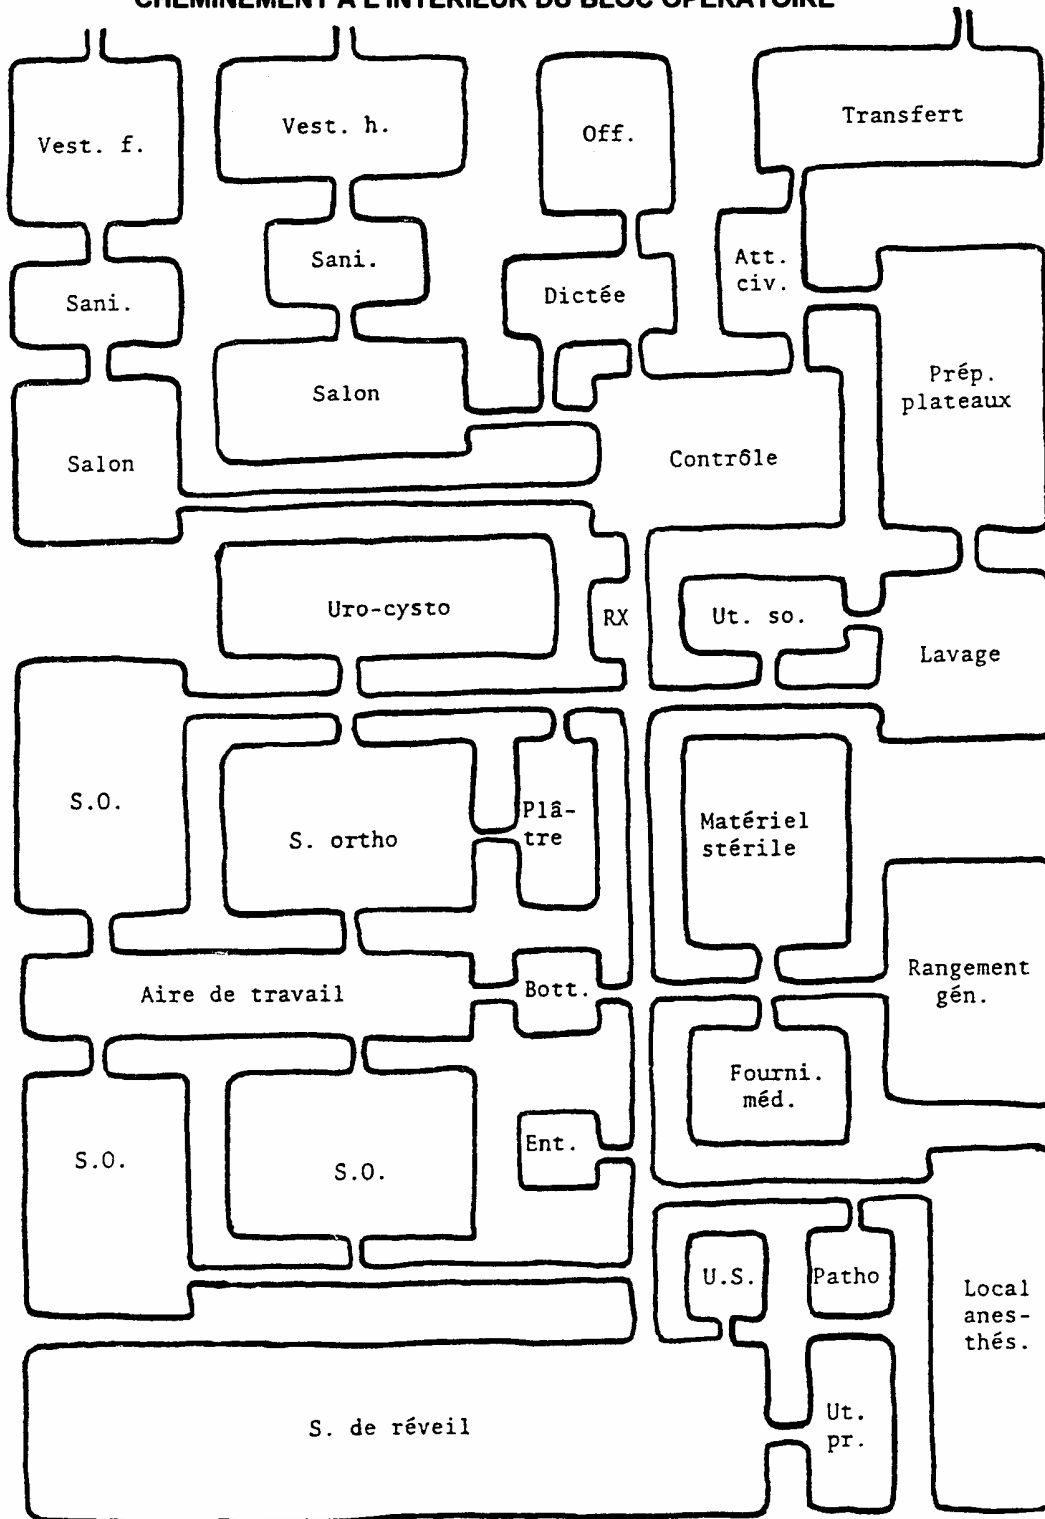 CHEMINEMENT À L'INTÉRIEUR DU BLOC OPÉRATOIRE
Vest. f.
Vest. h.
Off.
Transfert
Sani.
Sani.
Dictée
Att.
civ.
Salon
Salon
Contrôle
Prép.
plateaux
Uro-cysto
RX
Ut. so.
Lavage
S.O.
S. ortho
Plâ-
tre
Matériel
stérile
Aire de travail
Bott.
Rangement
gén.
Fourni.
méd.
S.O.
S.O.
Ent.
U.S.
Patho
Local
anes-
thés.
S. de réveil
Ut.
pr.